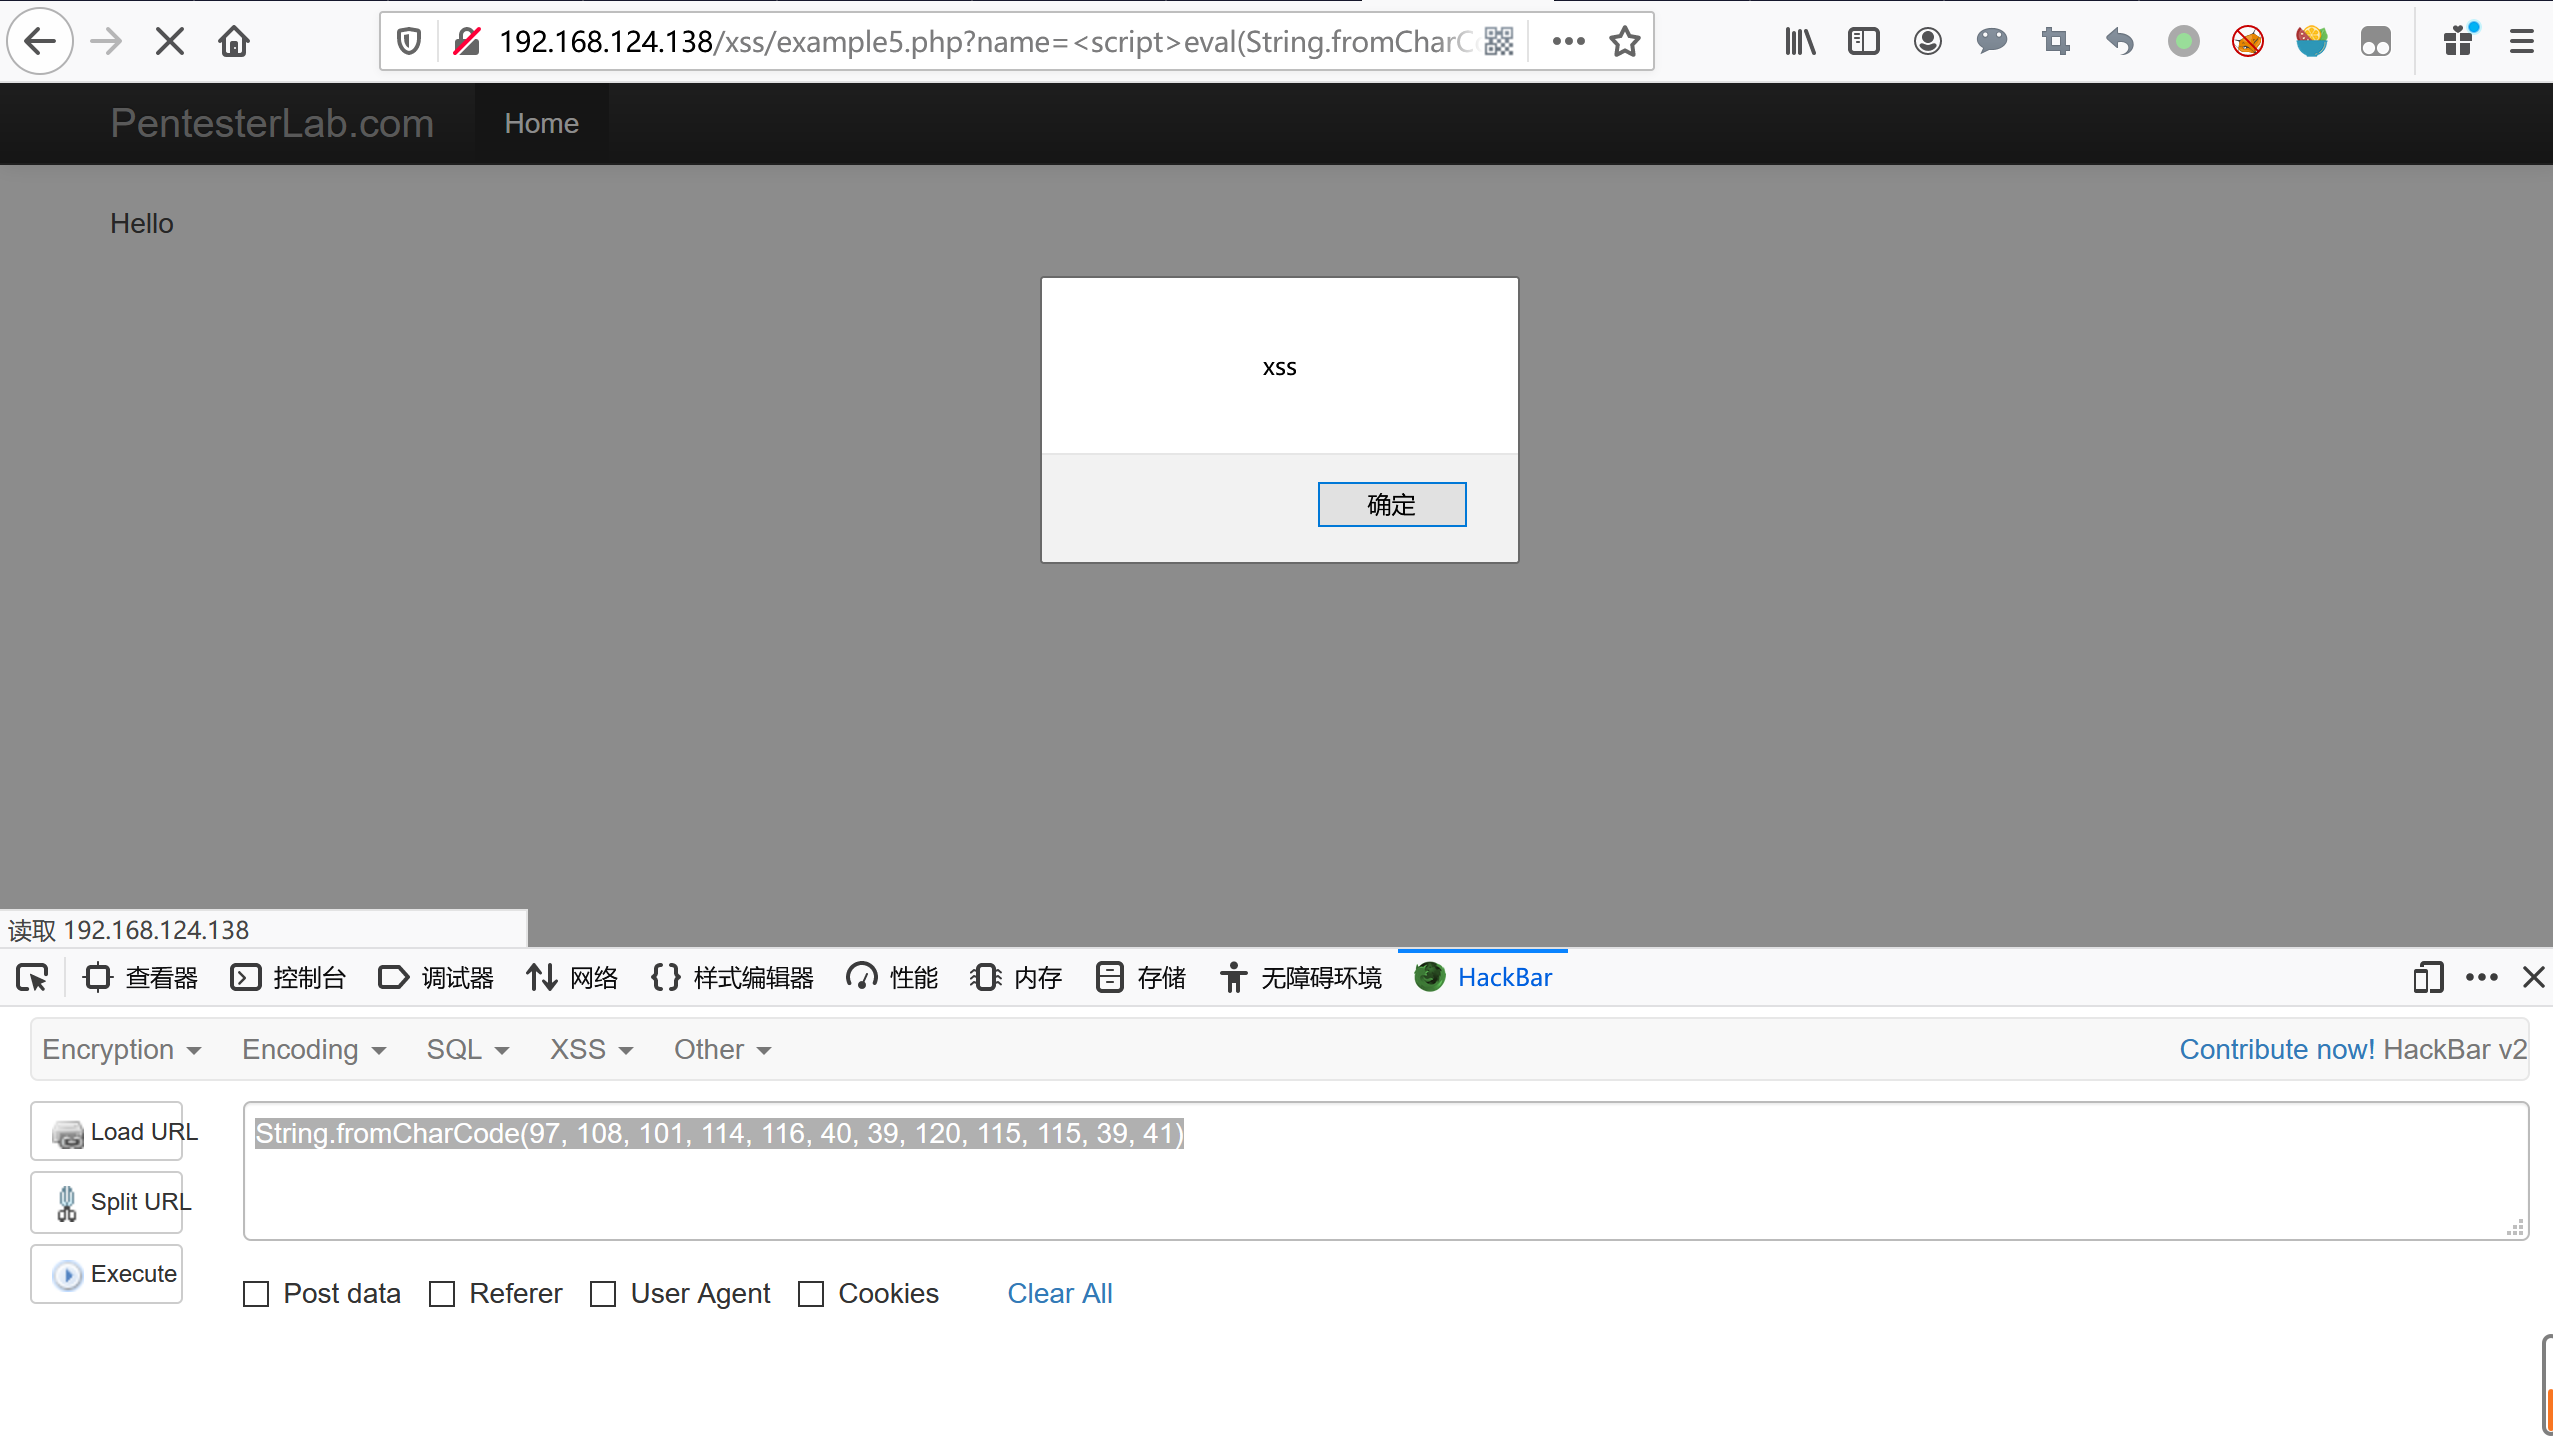 192.168.124.138/xss/example5.php?name=<script>eval(String.fromCharC
PentesterLab.com Home
Hello
xss
确定
读取 192.168.124.138
查看器 控制台 调试器 网络 样式编辑器 性能 内存 存储 无障碍环境 HackBar
Encryption Encoding SQL XSS Other Contribute now! HackBar v2
Load URL String.fromCharCode(97, 108, 101, 114, 116, 40, 39, 120, 115, 115, 39, 41)
Split URL
Execute
Post data Referer User Agent Cookies Clear All